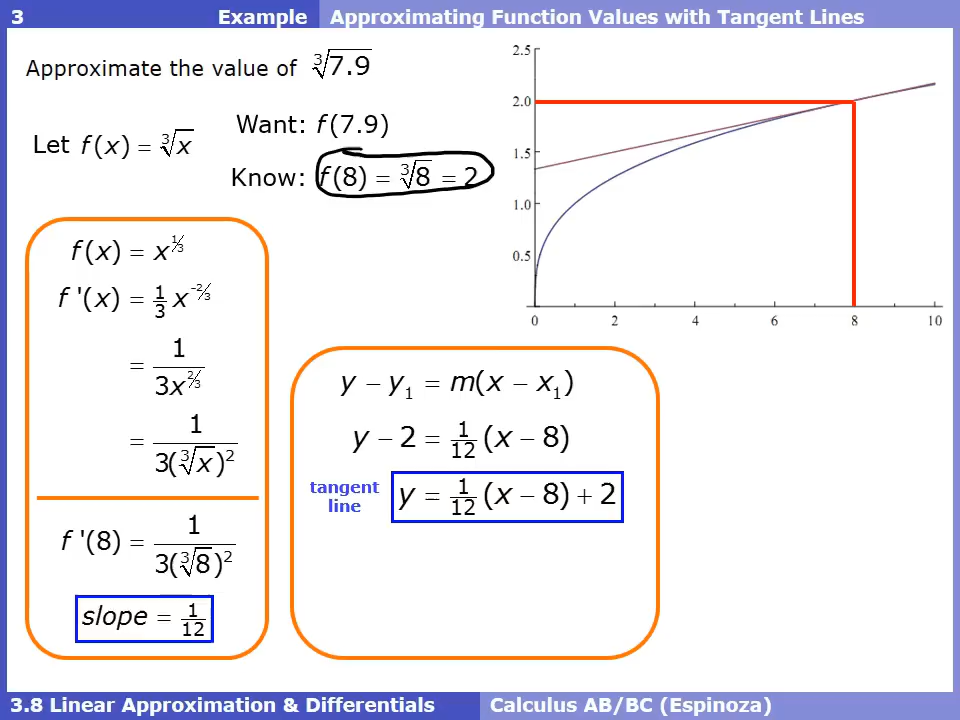 3 Example Approximating Function Values with Tangent Lines
Approximate the value of ∛7.9
Let f(x) = ∛x
Want: f(7.9)
Know: f(8) = ∛8 = 2
f(x) = x^(1/3)
f '(x) = 1/3 x^(-2/3)
= 1/(3x^(2/3))
= 1/(3(∛x)²)
f '(8) = 1/(3(∛8)²)
slope = 1/12
y − y₁ = m(x − x₁)
y − 2 = 1/12 (x − 8)
tangent
line
y = 1/12 (x − 8) + 2
2.5
2.0
1.5
1.0
0.5
0 2 4 6 8 10
3.8 Linear Approximation & Differentials Calculus AB/BC (Espinoza)